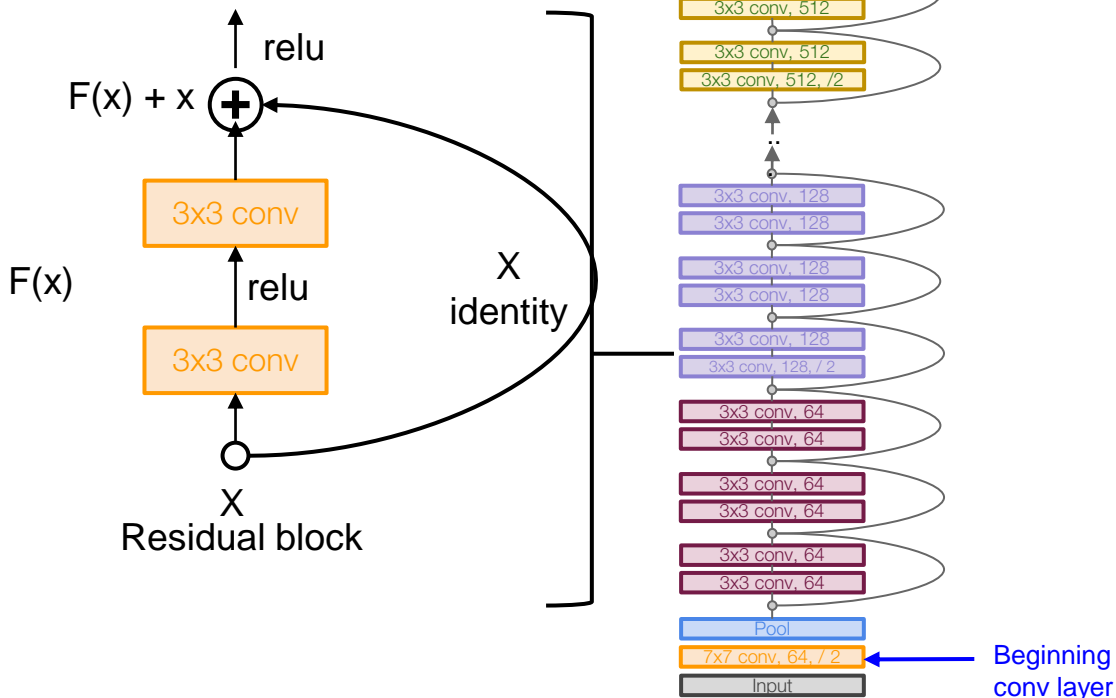 relu
F(x) + x
+
3x3 conv
F(x)
relu
X
identity
3x3 conv
X
Residual block
3x3 conv, 512
3x3 conv, 512
3x3 conv, 512, /2
..
.
3x3 conv, 128
3x3 conv, 128
3x3 conv, 128
3x3 conv, 128
3x3 conv, 128
3x3 conv, 128, / 2
3x3 conv, 64
3x3 conv, 64
3x3 conv, 64
3x3 conv, 64
3x3 conv, 64
3x3 conv, 64
Pool
7x7 conv, 64, / 2
Input
Beginning
conv layer